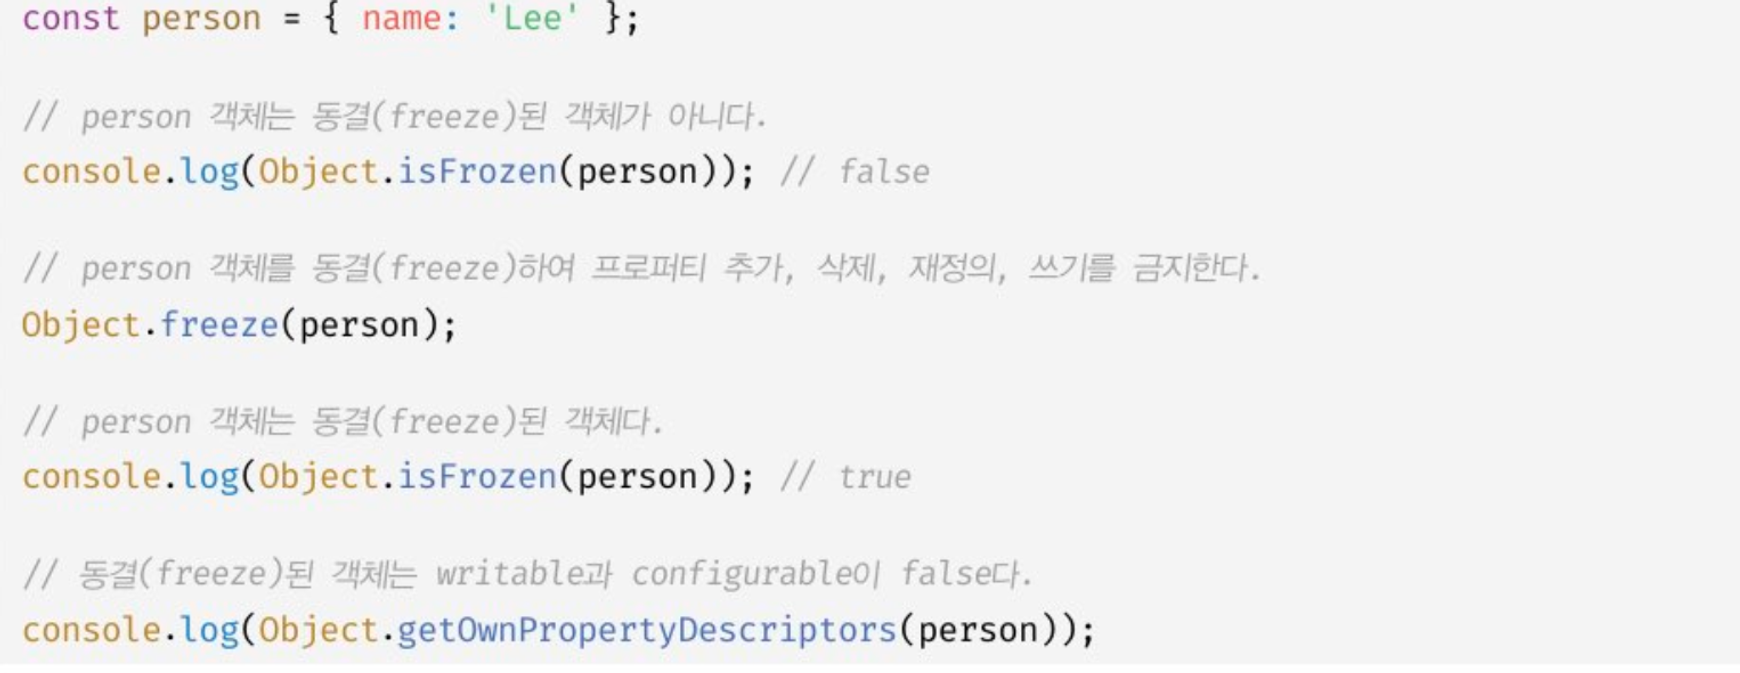 const person = { name: 'Lee' };
// person 객체는 동결(freeze)된 객체가 아니다.
console.log(Object.isFrozen(person)); // false
// person 객체를 동결(freeze)하여 프로퍼티 추가, 삭제, 재정의, 쓰기를 금지한다.
Object.freeze(person);
// person 객체는 동결(freeze)된 객체다.
console.log(Object.isFrozen(person)); // true
// 동결(freeze)된 객체는 writable과 configurable이 false다.
console.log(Object.getOwnPropertyDescriptors(person));